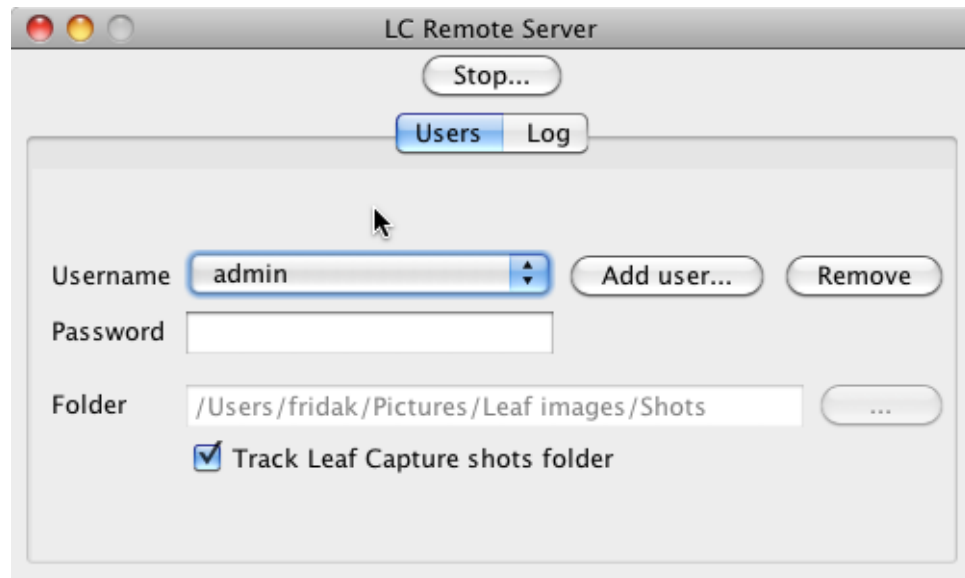 LC Remote Server
Stop...
Users Log
Username admin Add user... Remove
Password
Folder /Users/fridak/Pictures/Leaf images/Shots ...
Track Leaf Capture shots folder